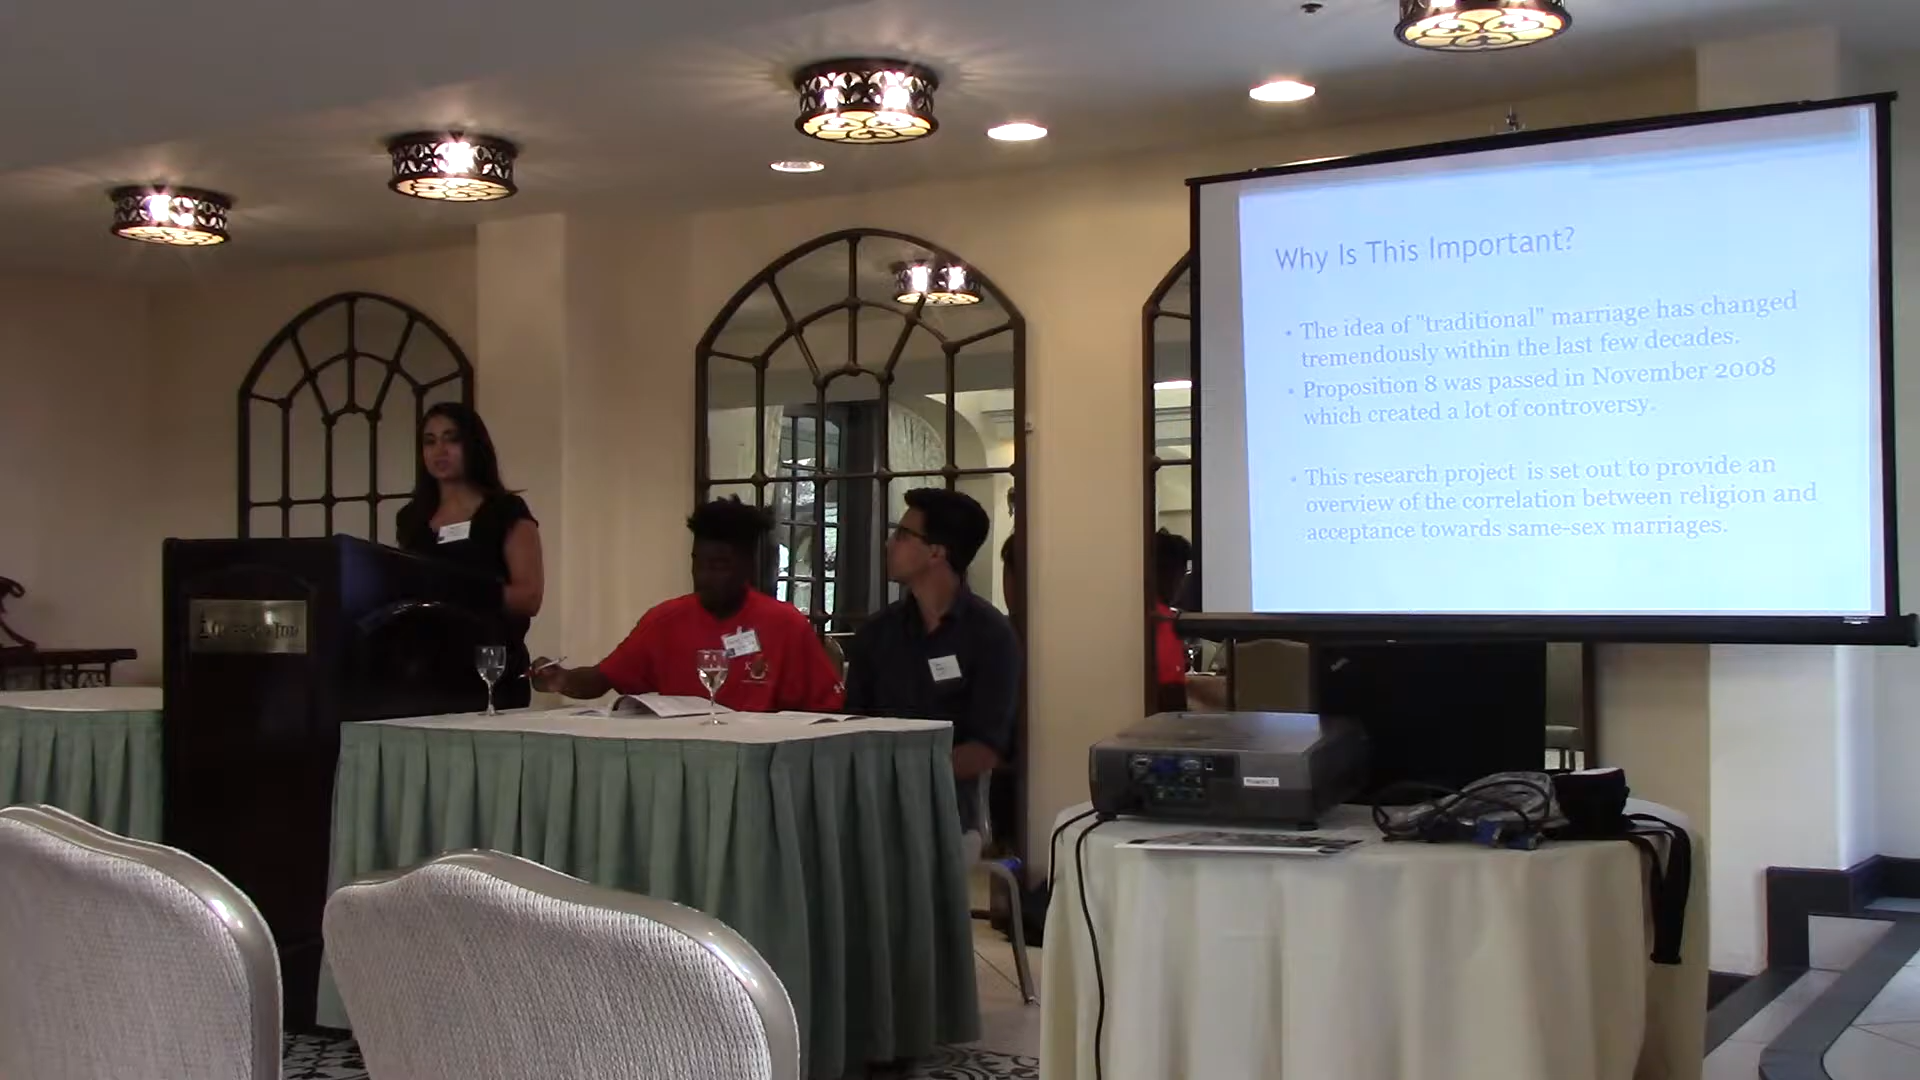 Why Is This Important?
• The idea of "traditional" marriage has changed
tremendously within the last few decades.
• Proposition 8 was passed in November 2008
which created a lot of controversy.
• This research project is set out to provide an
overview of the correlation between religion and
acceptance towards same-sex marriages.